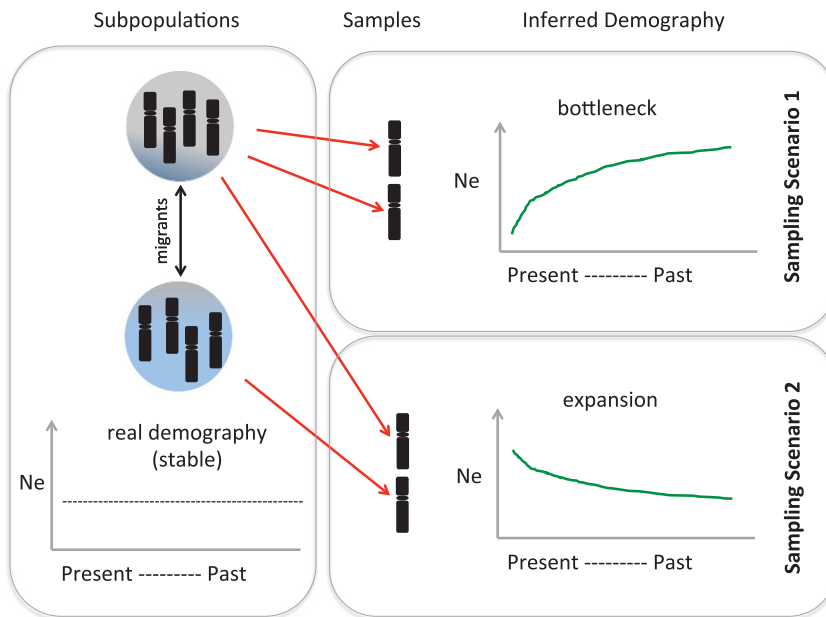 Subpopulations
Samples
Inferred Demography
migrants
real demography
(stable)
Ne
Present --------- Past
bottleneck
Ne
Present --------- Past
Sampling Scenario 1
expansion
Ne
Present --------- Past
Sampling Scenario 2